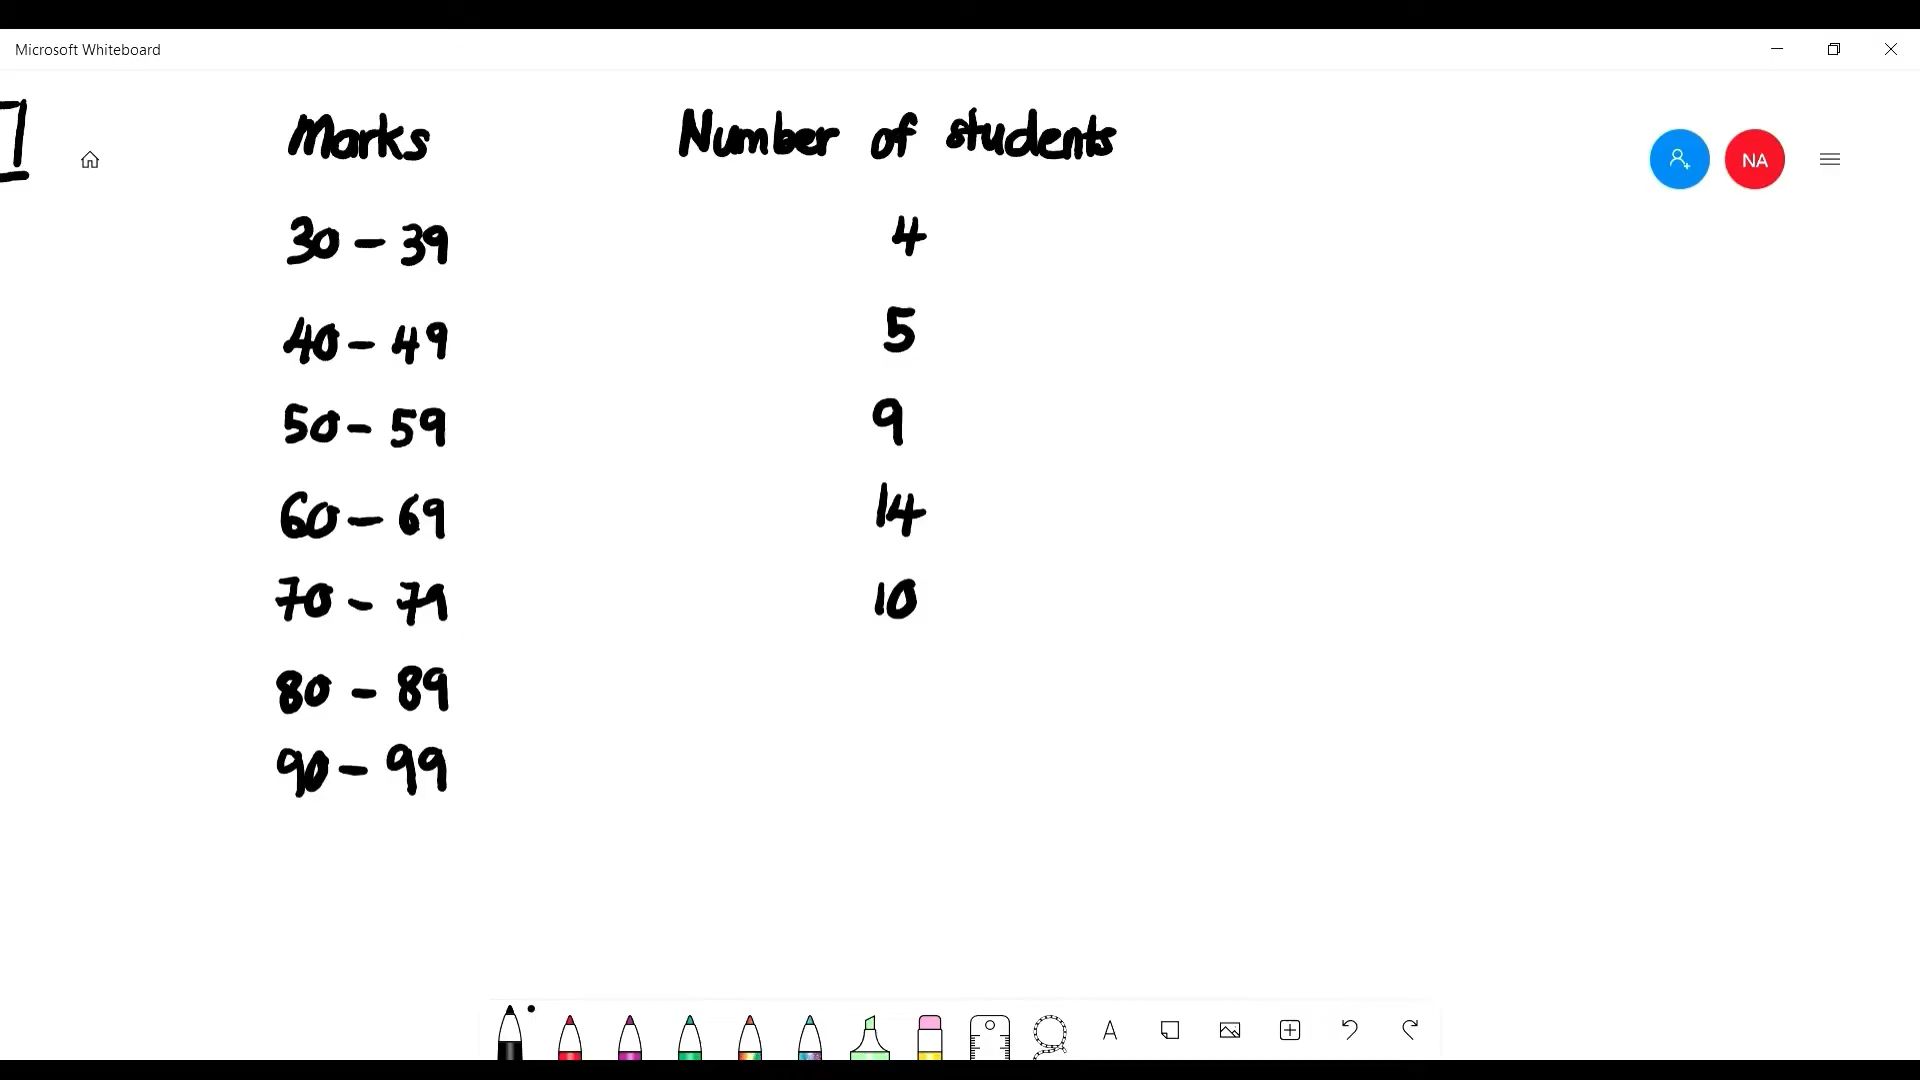 Microsoft Whiteboard
Marks Number of students
NA
30 - 39 4
40 - 49 5
50 - 59 9
60 - 69 14
70 - 79 10
80 - 89
90 - 99
A